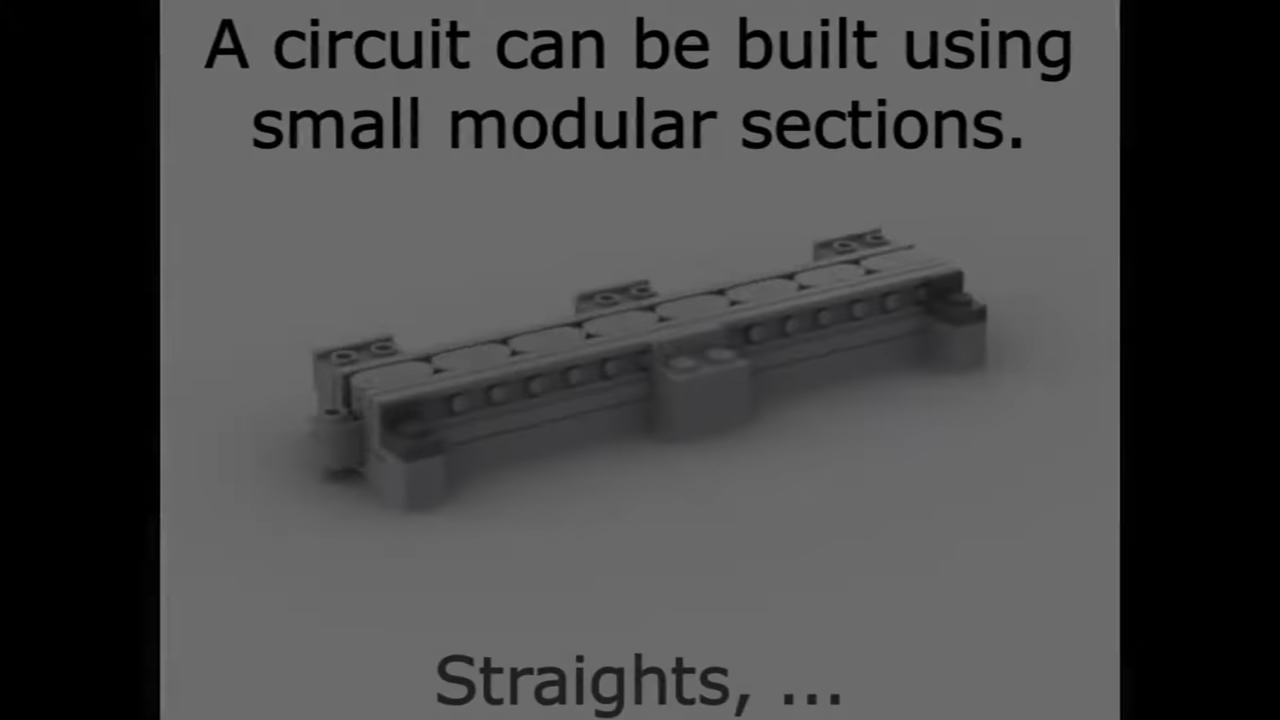 A circuit can be built using
small modular sections.
Straights, ...